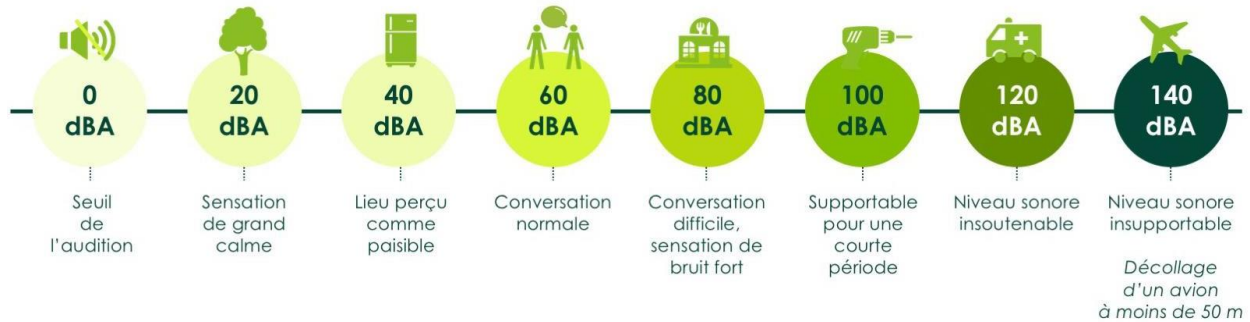 0
dBA
20
dBA
40
dBA
60
dBA
80
dBA
100
dBA
120
dBA
140
dBA
Seuil
de
l'audition
Sensation
de grand
calme
Lieu perçu
comme
paisible
Conversation
normale
Conversation
difficile,
sensation de
bruit fort
Supportable
pour une
courte
période
Niveau sonore
insoutenable
Niveau sonore
insupportable
Décollage
d'un avion
à moins de 50 m